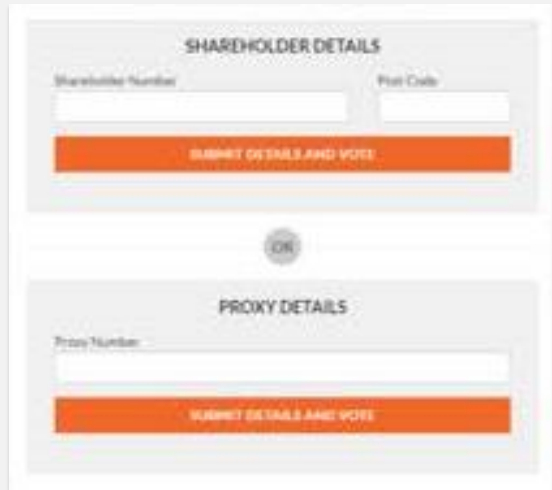 SHAREHOLDER DETAILS
Shareholder Number Post Code
SUBMIT DETAILS AND VOTE
OR
PROXY DETAILS
Proxy Number
SUBMIT DETAILS AND VOTE